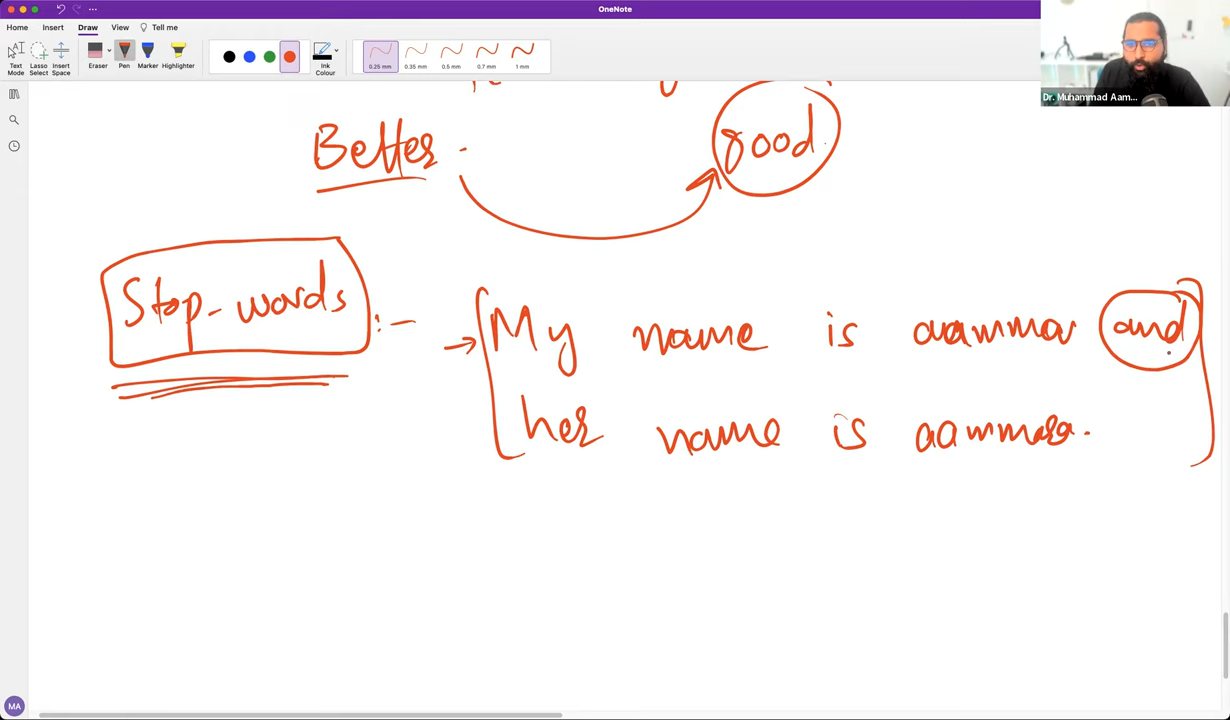 OneNote
Home Insert Draw View Tell me
Text Mode Lasso Select Insert Space Eraser Pen Marker Highlighter Ink Colour 0.25 mm 0.35 mm 0.5 mm 0.7 mm 1 mm
Dr. Muhammad Aam...
Better . good
Stop-words :- → [My name is aammar and
her name is aammara.]
MA